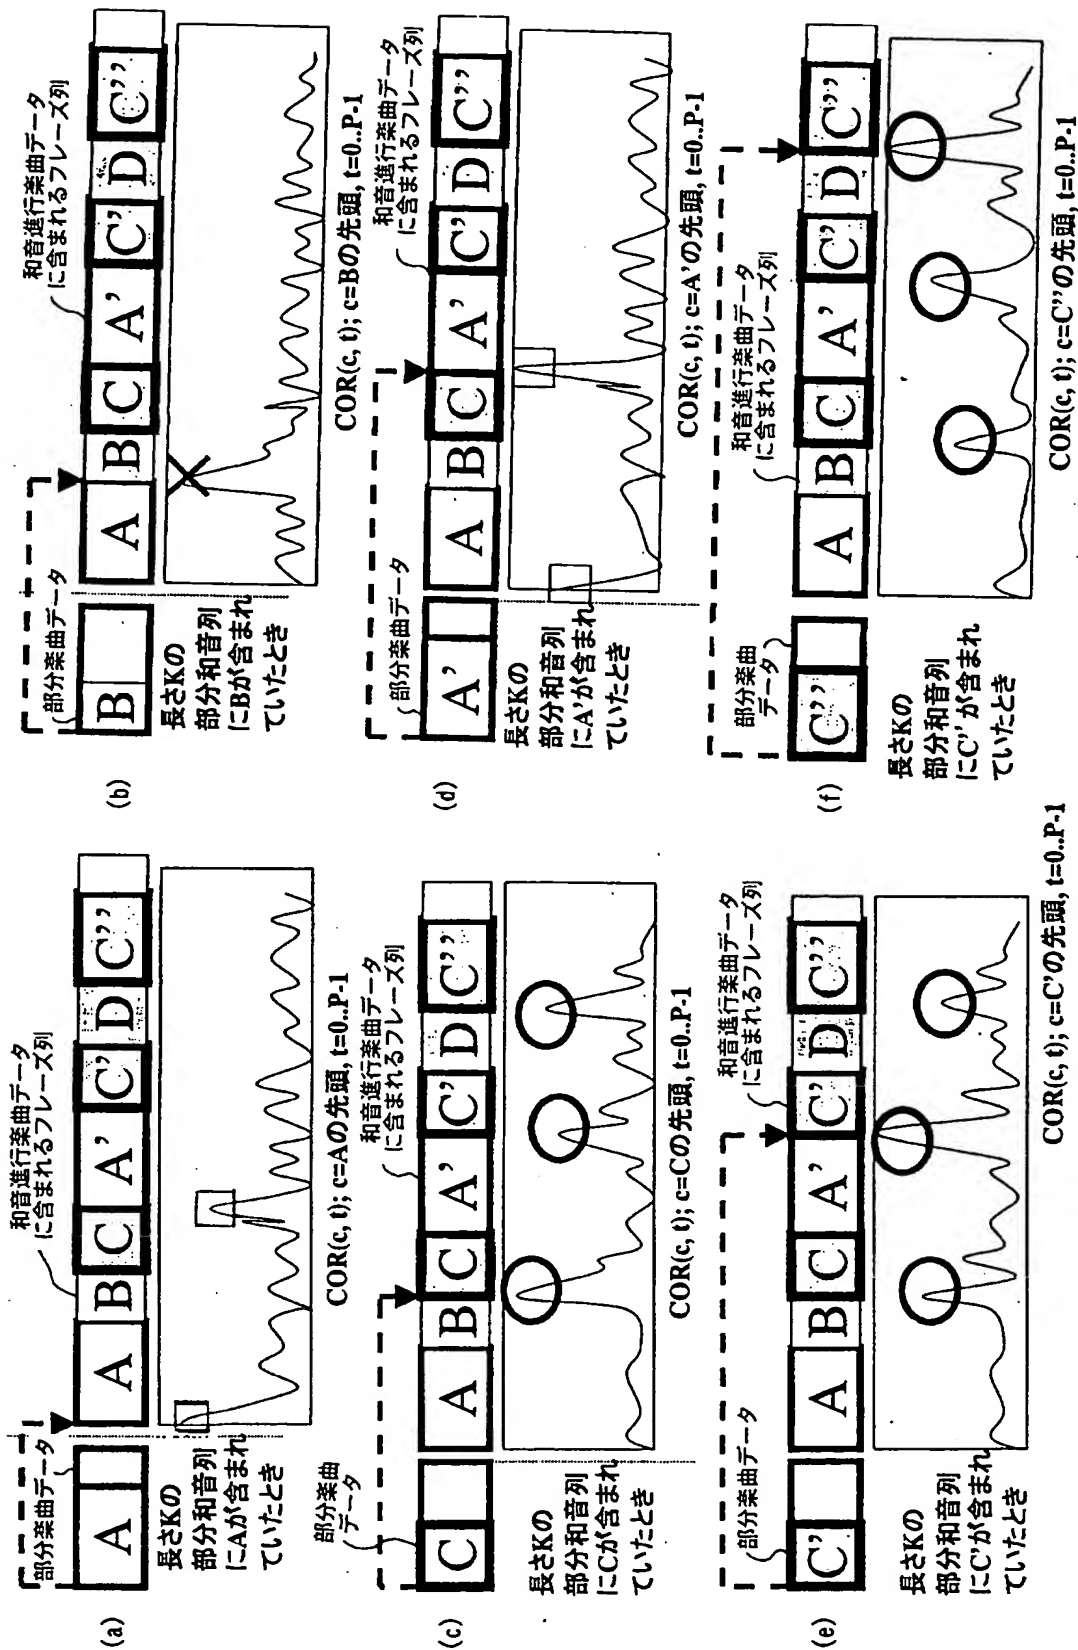 (a)
部分楽曲データ
和音進行楽曲データ
に含まれるフレーズ列
A
A B C A' C' D C''
長さKの
部分和音列
にAが含まれ
ていたとき
COR(c, t); c=Aの先頭, t=0..P-1
(b)
部分楽曲データ
和音進行楽曲データ
に含まれるフレーズ列
B
A B C A' C' D C''
長さKの
部分和音列
にBが含まれ
ていたとき
COR(c, t); c=Bの先頭, t=0..P-1
(c)
部分楽曲
データ
和音進行楽曲データ
に含まれるフレーズ列
C
A B C A' C' D C''
長さKの
部分和音列
にCが含まれ
ていたとき
COR(c, t); c=Cの先頭, t=0..P-1
(d)
部分楽曲データ
和音進行楽曲データ
に含まれるフレーズ列
A'
A B C A' C' D C''
長さKの
部分和音列
にA'が含まれ
ていたとき
COR(c, t); c=A'の先頭, t=0..P-1
(e)
部分楽曲データ
和音進行楽曲データ
に含まれるフレーズ列
C'
A B C A' C' D C''
長さKの
部分和音列
にC'が含まれ
ていたとき
COR(c, t); c=C'の先頭, t=0..P-1
(f)
部分楽曲
データ
和音進行楽曲データ
に含まれるフレーズ列
C''
A B C A' C' D C''
長さKの
部分和音列
にC''が含まれ
ていたとき
COR(c, t); c=C''の先頭, t=0..P-1